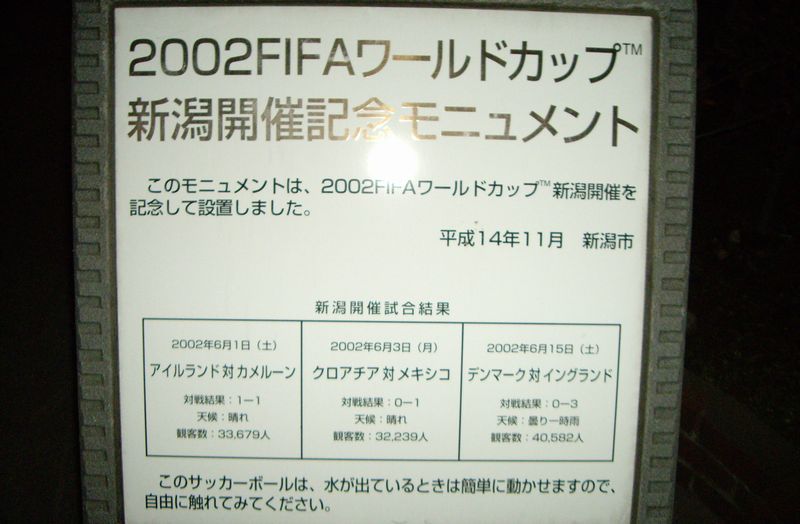 2002FIFAワールドカップ™
新潟開催記念モニュメント
このモニュメントは、2002FIFAワールドカップ™新潟開催を
記念して設置しました。
平成14年11月　新潟市
新潟開催試合結果
2002年6月1日（土）
アイルランド対カメルーン
対戦結果：1−1
天候：晴れ
観客数：33,679人
2002年6月3日（月）
クロアチア対メキシコ
対戦結果：0−1
天候：晴れ
観客数：32,239人
2002年6月15日（土）
デンマーク対イングランド
対戦結果：0−3
天候：曇り一時雨
観客数：40,582人
このサッカーボールは、水が出ているときは簡単に動かせますので、
自由に触れてみてください。